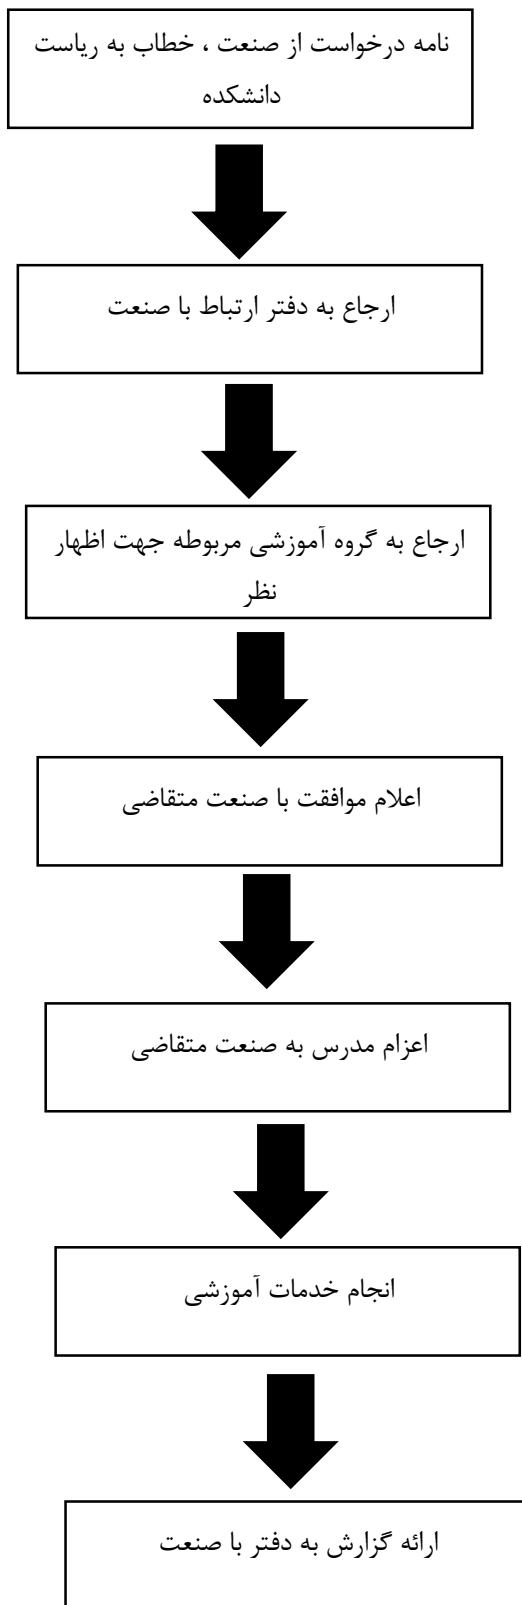 نامه درخواست از صنعت ، خطاب به ریاست
دانشکده
ارجاع به دفتر ارتباط با صنعت
ارجاع به گروه آموزشی مربوطه جهت اظهار
نظر
اعلام موافقت با صنعت متقاضی
اعزام مدرس به صنعت متقاضی
انجام خدمات آموزشی
ارائه گزارش به دفتر با صنعت